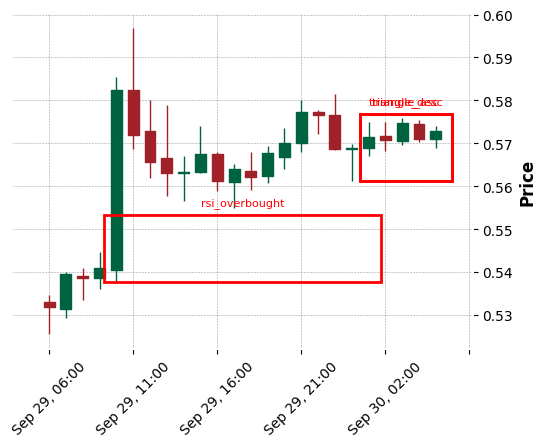 0.60
0.59
0.58
0.57
0.56
0.55
0.54
0.53
Price
rsi_overbought
Sep 29, 06:00
Sep 29, 11:00
Sep 29, 16:00
Sep 29, 21:00
Sep 30, 02:00